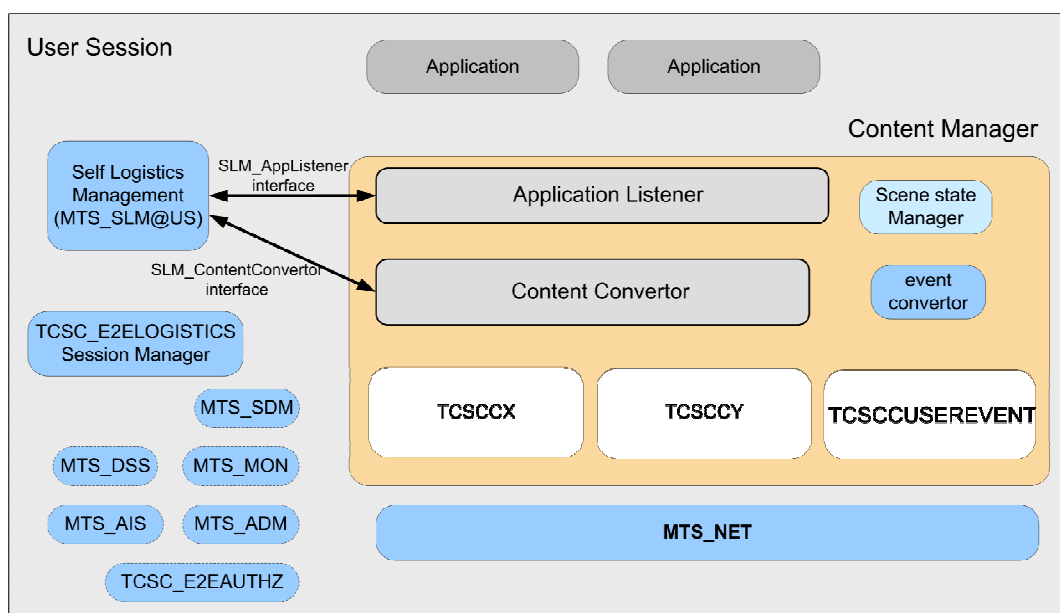 User Session
Application
Application
Content Manager
Self Logistics
Management
(MTS_SLM@US)
SLM_AppListener
interface
Application Listener
Scene state
Manager
SLM_ContentConvertor
interface
Content Convertor
event
convertor
TCSC_E2ELOGISTICS
Session Manager
TCSCCX
TCSCCY
TCSCCUSEREVENT
MTS_SDM
MTS_DSS
MTS_MON
MTS_AIS
MTS_ADM
MTS_NET
TCSC_E2EAUTHZ